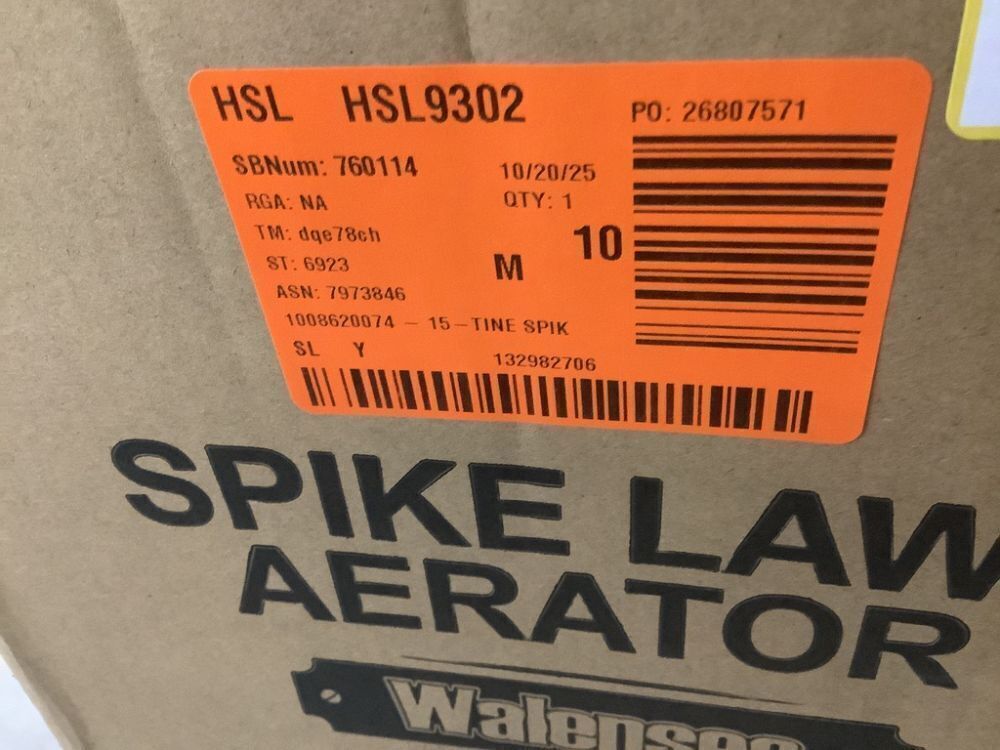 HSL HSL9302 PO: 26807571
SBNum: 760114 10/20/25
RGA: NA QTY: 1
TM: dqe78ch 10
ST: 6923 M
ASN: 7973846
1008620074 - 15-TINE SPIK
SL Y 132982706
SPIKE LAW
AERATOR
Walensee